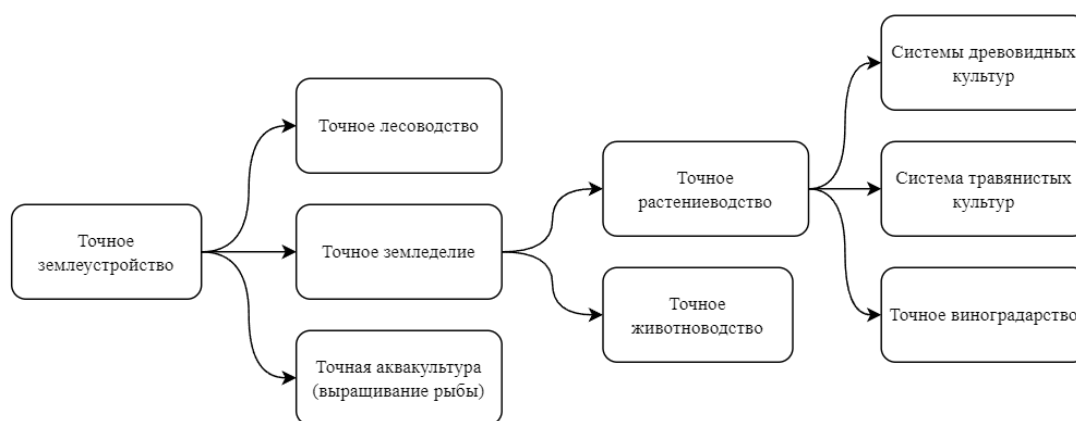 Точное
землеустройство
Точное лесоводство
Точное земледелие
Точная аквакультура
(выращивание рыбы)
Точное
растениеводство
Точное
животноводство
Системы древовидных
культур
Система травянистых
культур
Точное виноградарство